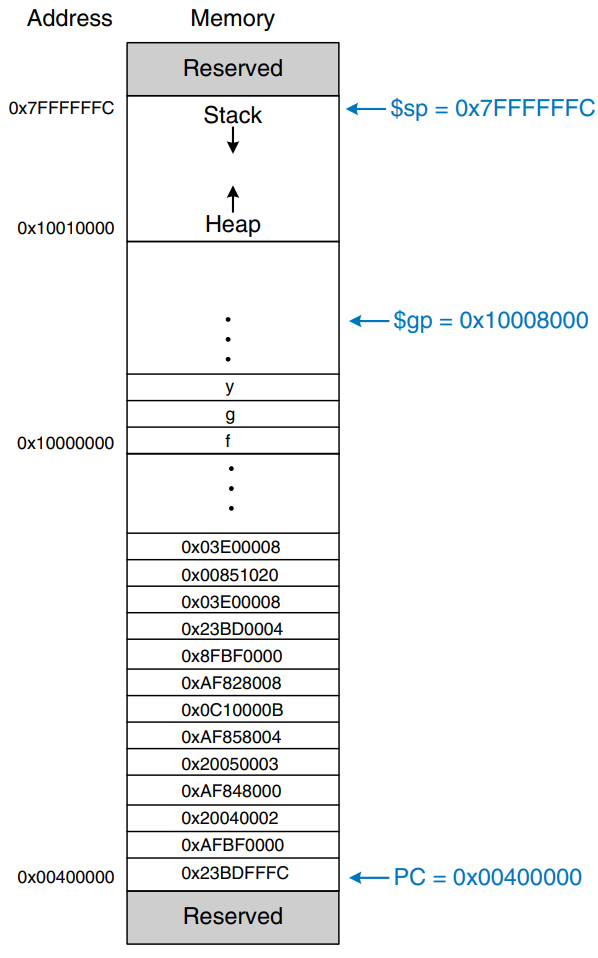 Address Memory
Reserved
0x7FFFFFFC Stack $sp = 0x7FFFFFFC
0x10010000 Heap
$gp = 0x10008000
y
g
0x10000000 f
0x03E00008
0x00851020
0x03E00008
0x23BD0004
0x8FBF0000
0xAF828008
0x0C10000B
0xAF858004
0x20050003
0xAF848000
0x20040002
0xAFBF0000
0x00400000 0x23BDFFFC PC = 0x00400000
Reserved